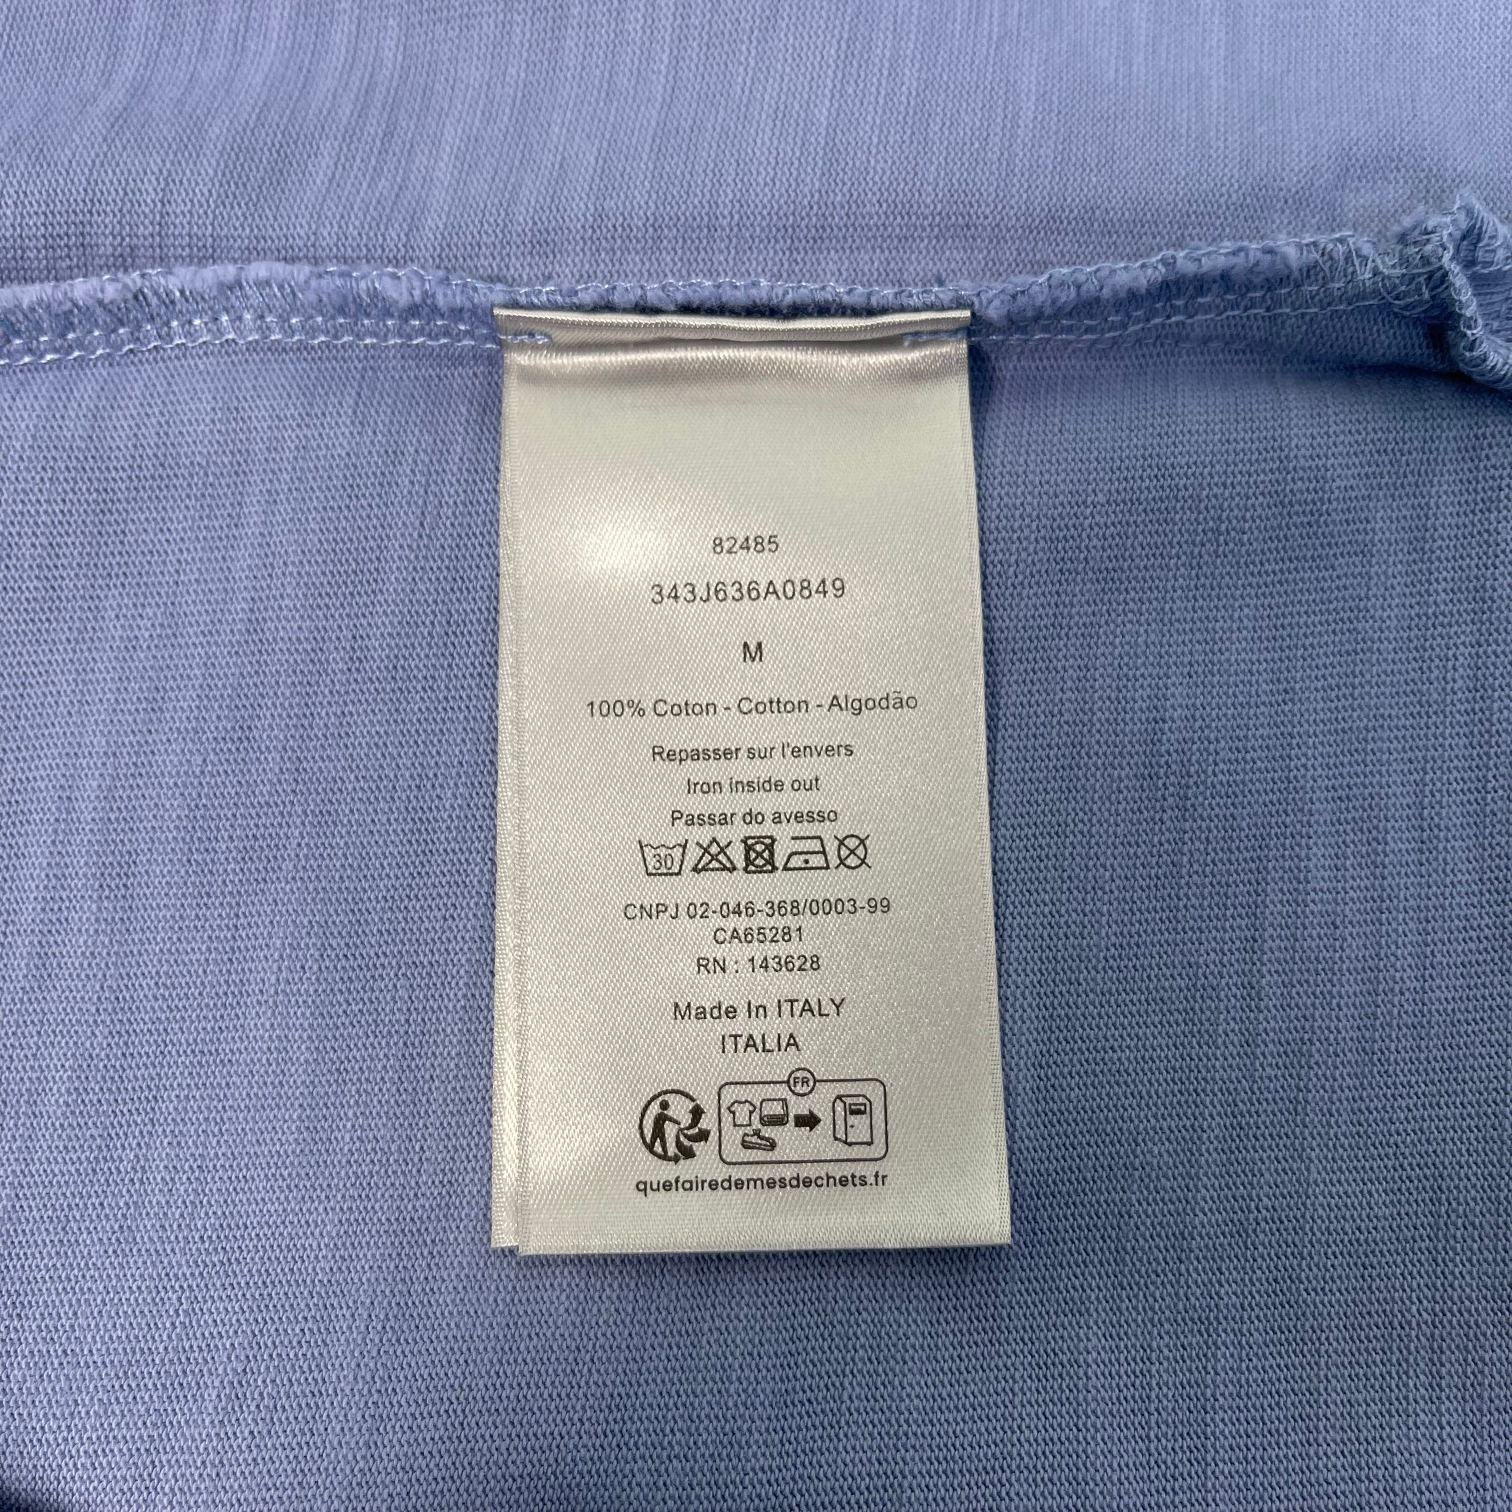 82485
343J636A0849
M
100% Coton - Cotton - Algodão
Repasser sur l'envers
Iron inside out
Passar do avesso
30
CNPJ 02-046-368/0003-99
CA65281
RN : 143628
Made In ITALY
ITALIA
FR
quefairedemesdechets.fr